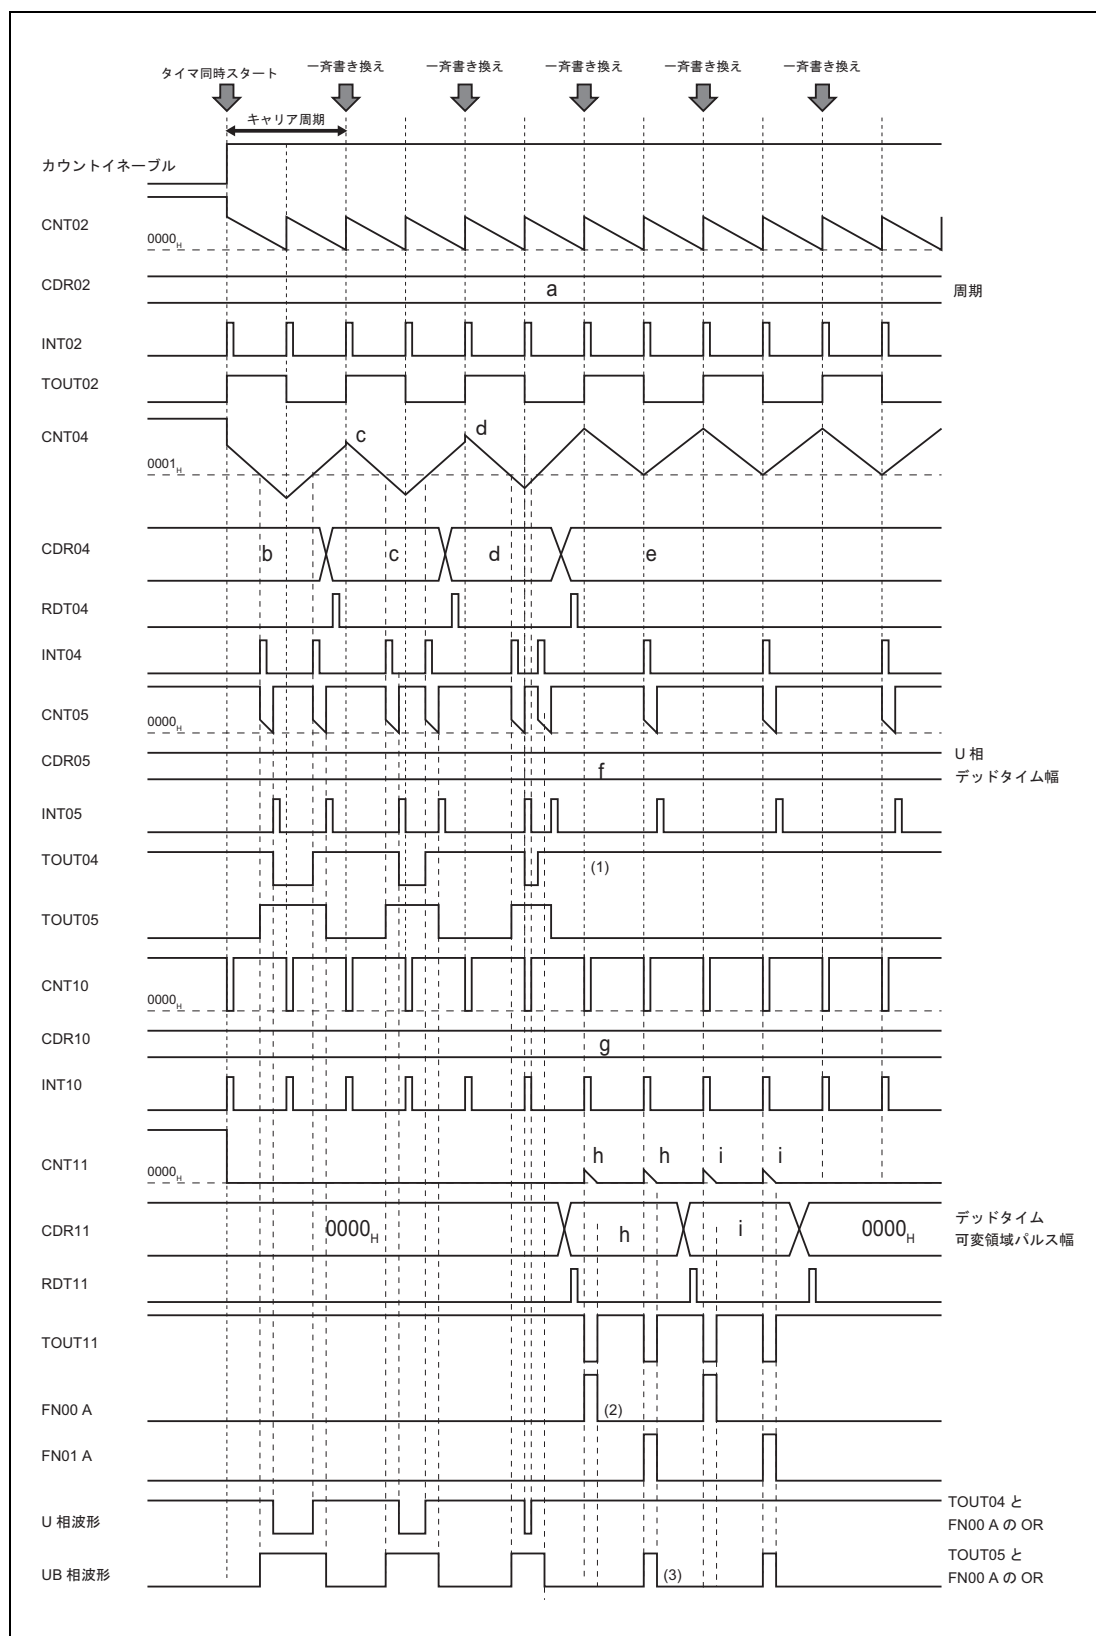 タイマ同時スタート
一斉書き換え
一斉書き換え
一斉書き換え
一斉書き換え
一斉書き換え
キャリア周期
カウントイネーブル
CNT02
0000H
CDR02
a
周期
INT02
TOUT02
CNT04
c
d
0001H
CDR04
b
c
d
e
RDT04
INT04
CNT05
0000H
CDR05
f
U 相
デッドタイム幅
INT05
TOUT04
(1)
TOUT05
CNT10
0000H
CDR10
g
INT10
CNT11
h
h
i
i
0000H
CDR11
0000H
h
i
0000H
デッドタイム
可変領域パルス幅
RDT11
TOUT11
FN00 A
(2)
FN01 A
U 相波形
TOUT04 と
FN00 A の OR
UB 相波形
(3)
TOUT05 と
FN00 A の OR